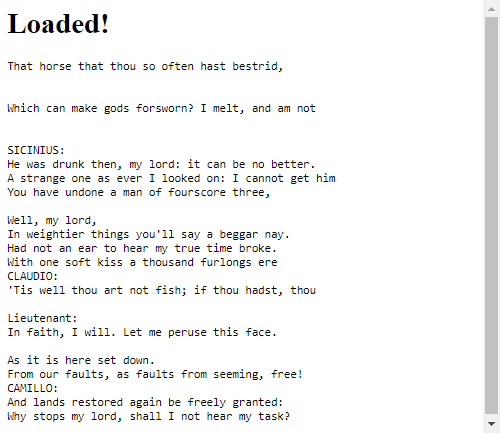 Loaded!
That horse that thou so often hast bestrid,
Which can make gods forsworn? I melt, and am not
SICINIUS:
He was drunk then, my lord: it can be no better.
A strange one as ever I looked on: I cannot get him
You have undone a man of fourscore three,
Well, my lord,
In weightier things you'll say a beggar nay.
Had not an ear to hear my true time broke.
With one soft kiss a thousand furlongs ere
CLAUDIO:
'Tis well thou art not fish; if thou hadst, thou
Lieutenant:
In faith, I will. Let me peruse this face.
As it is here set down.
From our faults, as faults from seeming, free!
CAMILLO:
And lands restored again be freely granted:
Why stops my lord, shall I not hear my task?